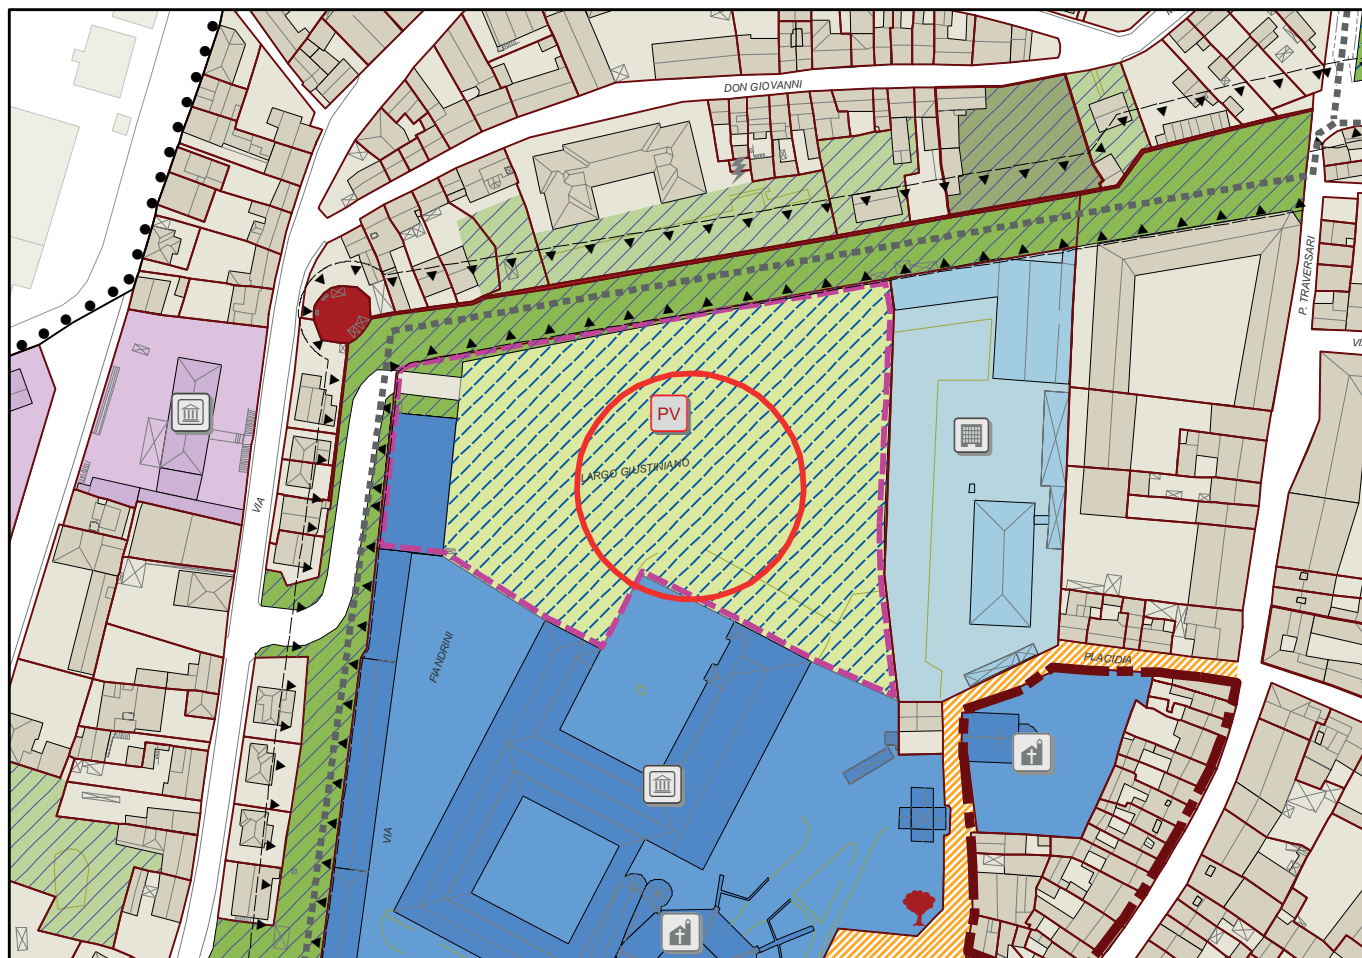 DON GIOVANNI
P. TRAVERSARI
PV
LARGO GIUSTINIANO
VIA
FIANDRINI
PLACIDIA
VIA